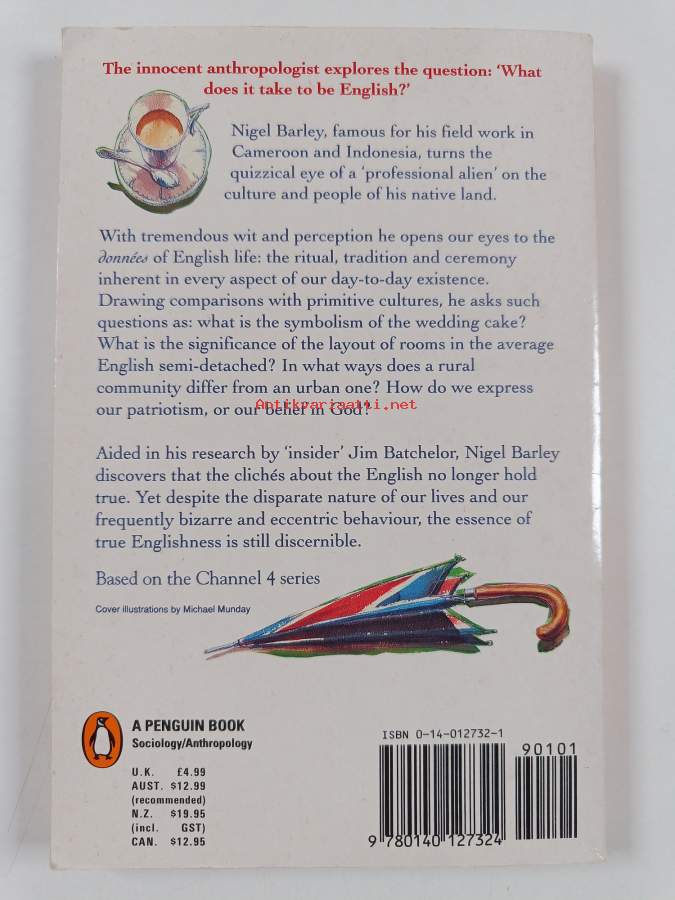 The innocent anthropologist explores the question: ‘What
does it take to be English?’
Nigel Barley, famous for his field work in
Cameroon and Indonesia, turns the
quizzical eye of a ‘professional alien’ on the
culture and people of his native land.
With tremendous wit and perception he opens our eyes to the
données of English life: the ritual, tradition and ceremony
inherent in every aspect of our day-to-day existence.
Drawing comparisons with primitive cultures, he asks such
questions as: what is the symbolism of the wedding cake?
What is the significance of the layout of rooms in the average
English semi-detached? In what ways does a rural
community differ from an urban one? How do we express
our patriotism, or our belief in God?
Antikvariaatti.net
Aided in his research by ‘insider’ Jim Batchelor, Nigel Barley
discovers that the clichés about the English no longer hold
true. Yet despite the disparate nature of our lives and our
frequently bizarre and eccentric behaviour, the essence of
true Englishness is still discernible.
Based on the Channel 4 series
Cover illustrations by Michael Munday
A PENGUIN BOOK
Sociology/Anthropology
U.K. £4.99
AUST. $12.99
(recommended)
N.Z. $19.95
(incl. GST)
CAN. $12.95
ISBN 0-14-012732-1
90101
9 780140 127324